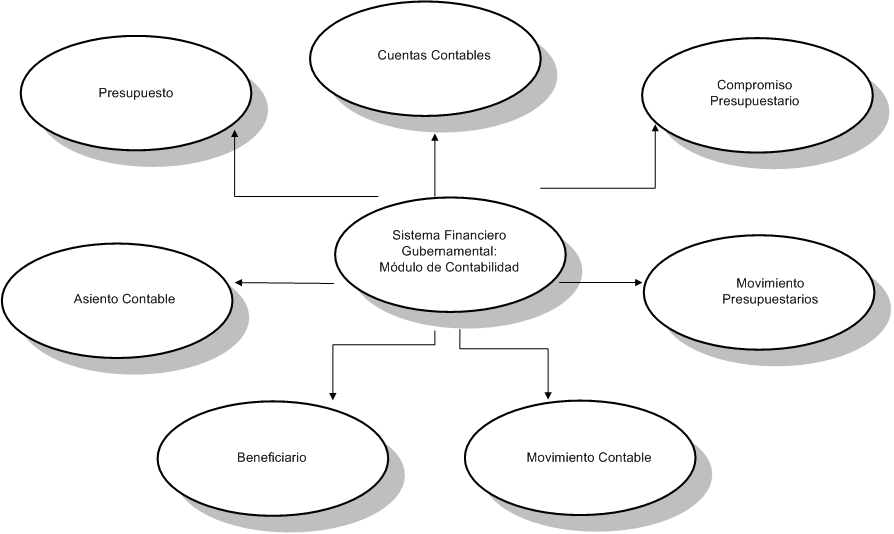 Cuentas Contables
Presupuesto
Compromiso
Presupuestario
Sistema Financiero
Gubernamental:
Módulo de Contabilidad
Asiento Contable
Movimiento
Presupuestarios
Beneficiario
Movimiento Contable